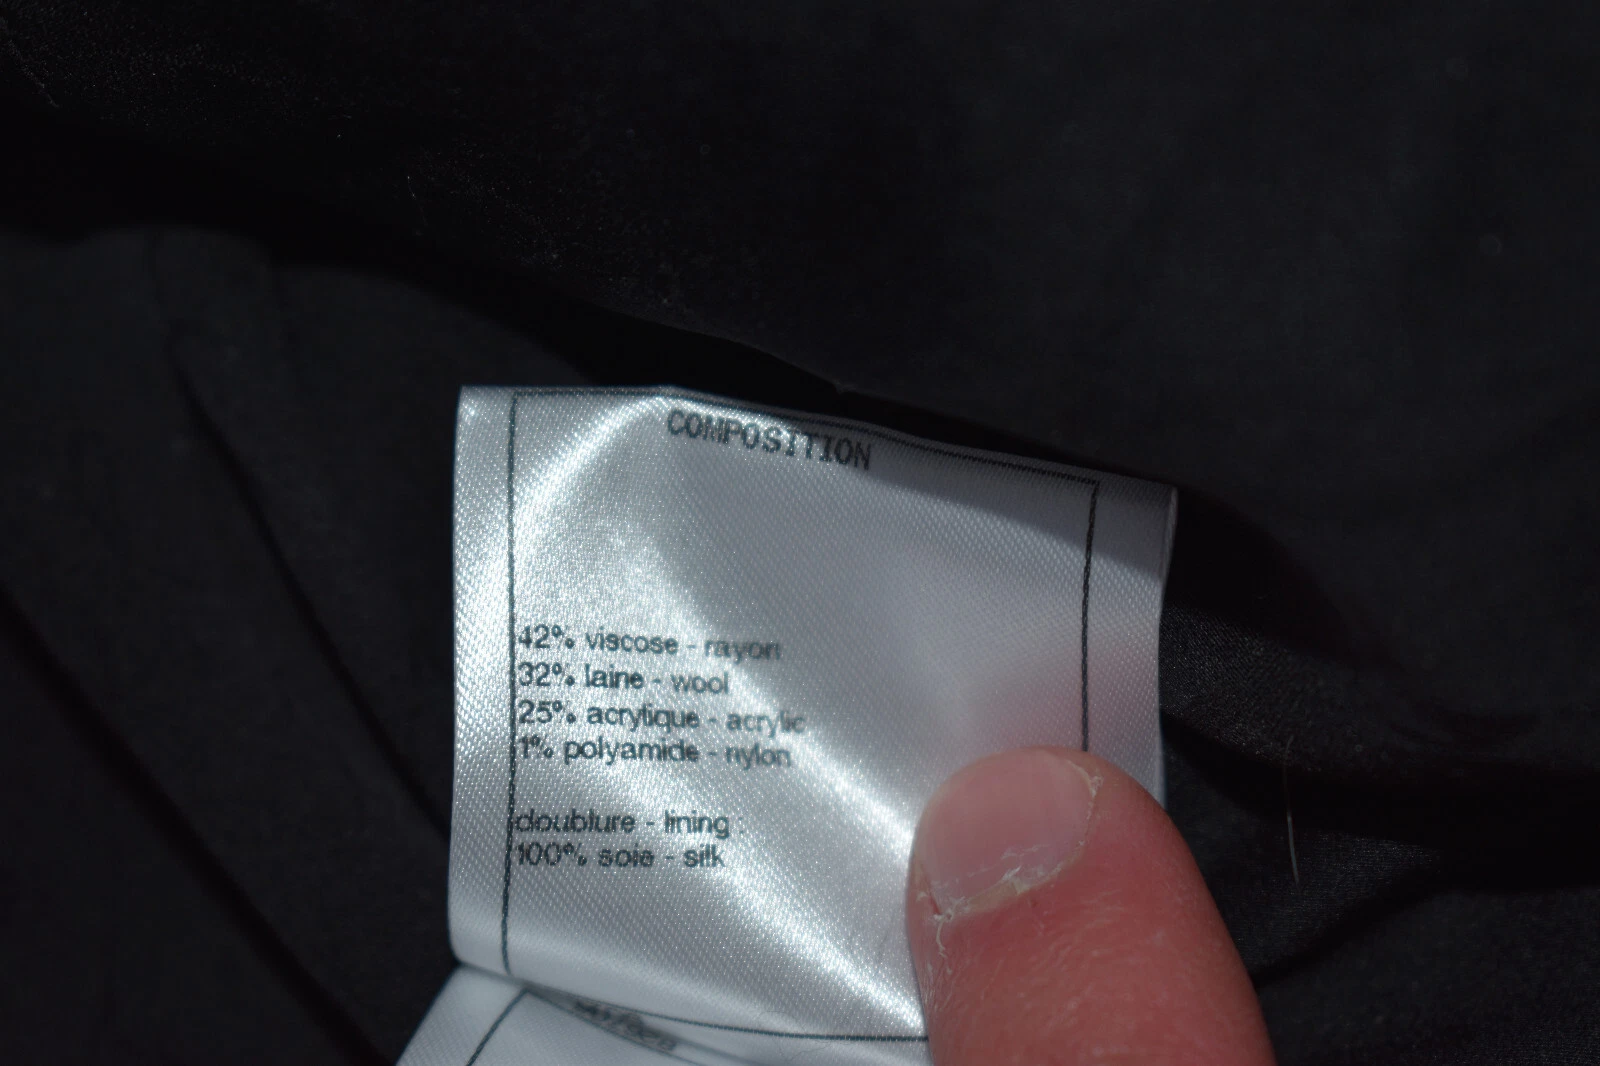 COMPOSITION
42% viscose - rayon
32% laine - wool
25% acrylique - acrylic
1% polyamide - nylon
doublure - lining :
100% soie - silk